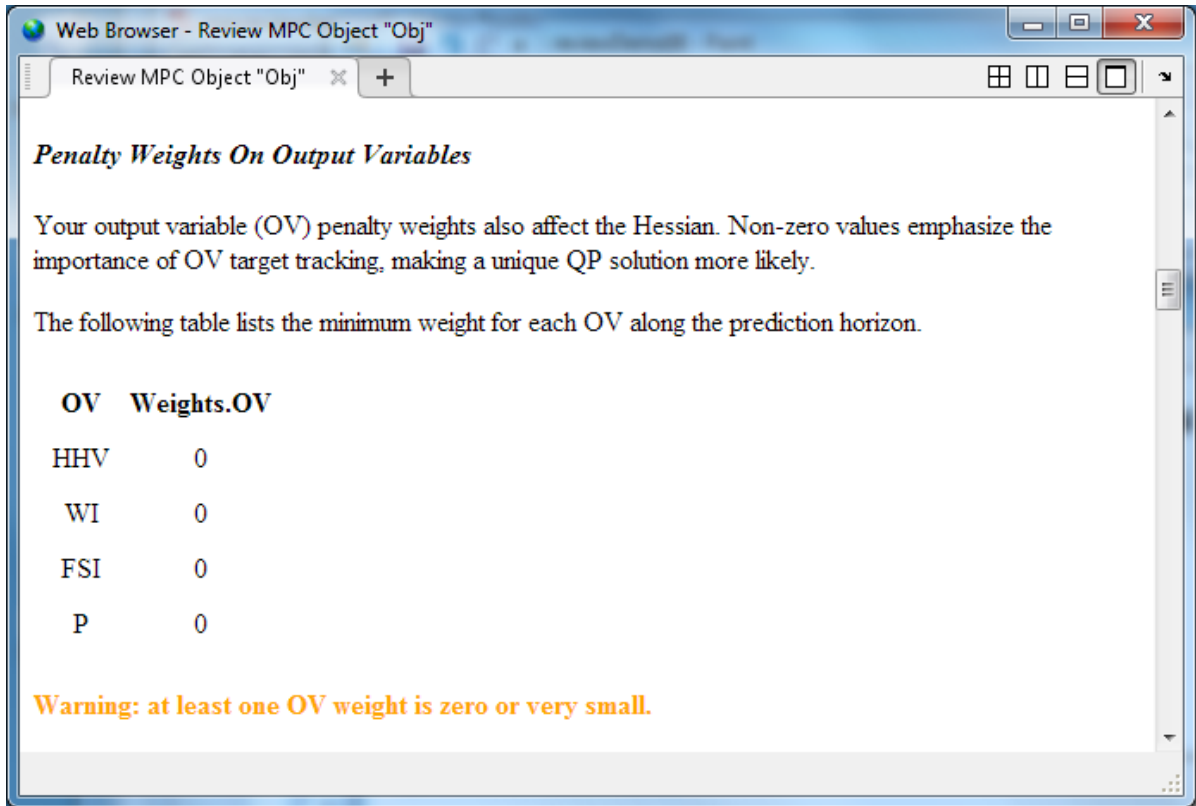 Web Browser - Review MPC Object "Obj"
Review MPC Object "Obj"
Penalty Weights On Output Variables
Your output variable (OV) penalty weights also affect the Hessian. Non-zero values emphasize the
importance of OV target tracking, making a unique QP solution more likely.
The following table lists the minimum weight for each OV along the prediction horizon.
OV Weights.OV
HHV 0
WI 0
FSI 0
P 0
Warning: at least one OV weight is zero or very small.